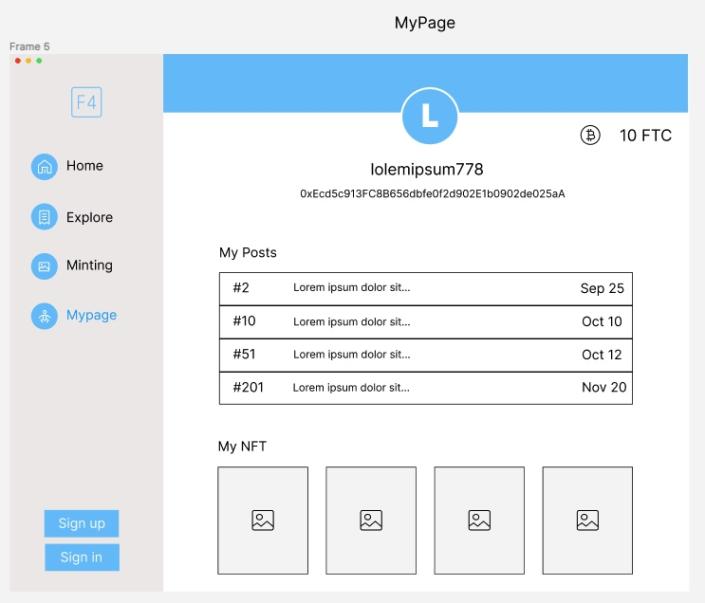 MyPage
Frame 5
F4
Home
Explore
Minting
Mypage
Sign up
Sign in
L
10 FTC
lolemipsum778
0xEcd5c913FC8B656dbfe0f2d902E1b0902de025aA
My Posts
#2 Lorem ipsum dolor sit... Sep 25
#10 Lorem ipsum dolor sit... Oct 10
#51 Lorem ipsum dolor sit... Oct 12
#201 Lorem ipsum dolor sit... Nov 20
My NFT